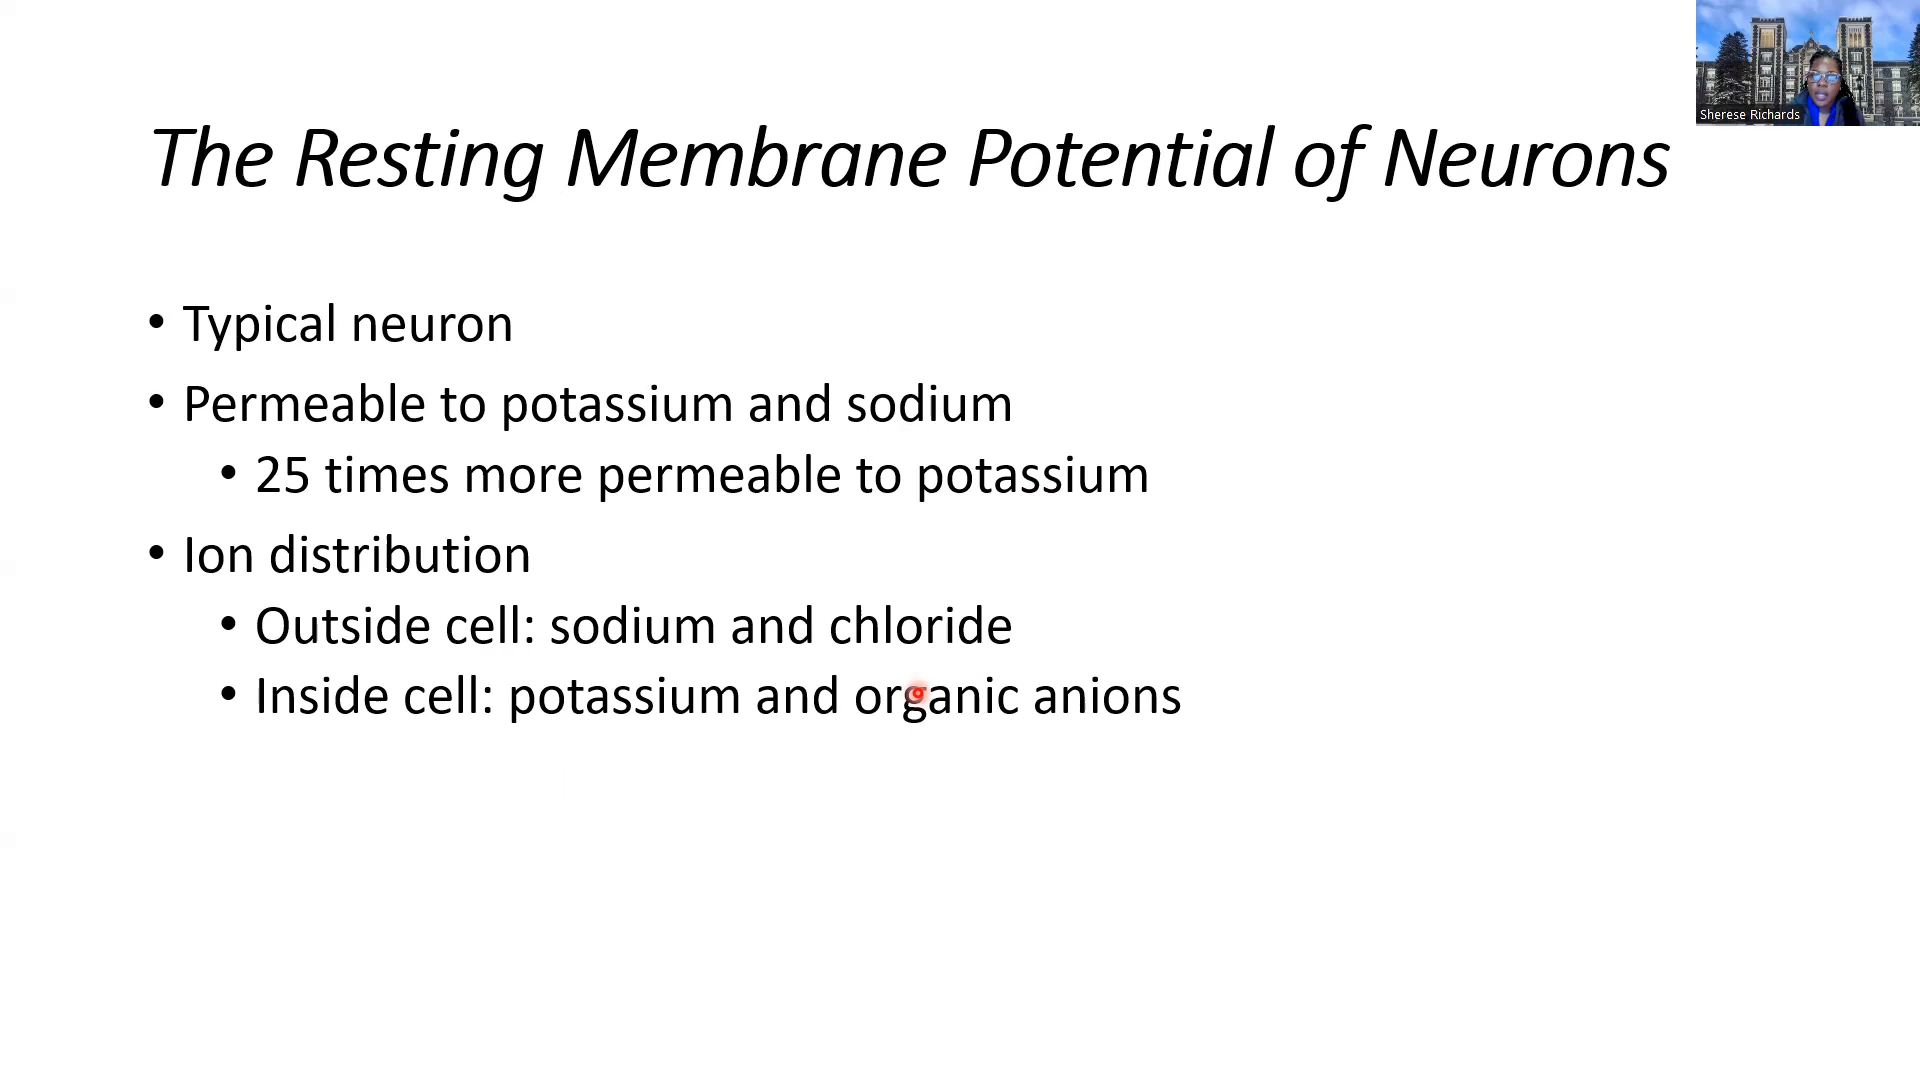 Sherese Richards
The Resting Membrane Potential of Neurons
• Typical neuron
• Permeable to potassium and sodium
• 25 times more permeable to potassium
• Ion distribution
• Outside cell: sodium and chloride
• Inside cell: potassium and organic anions